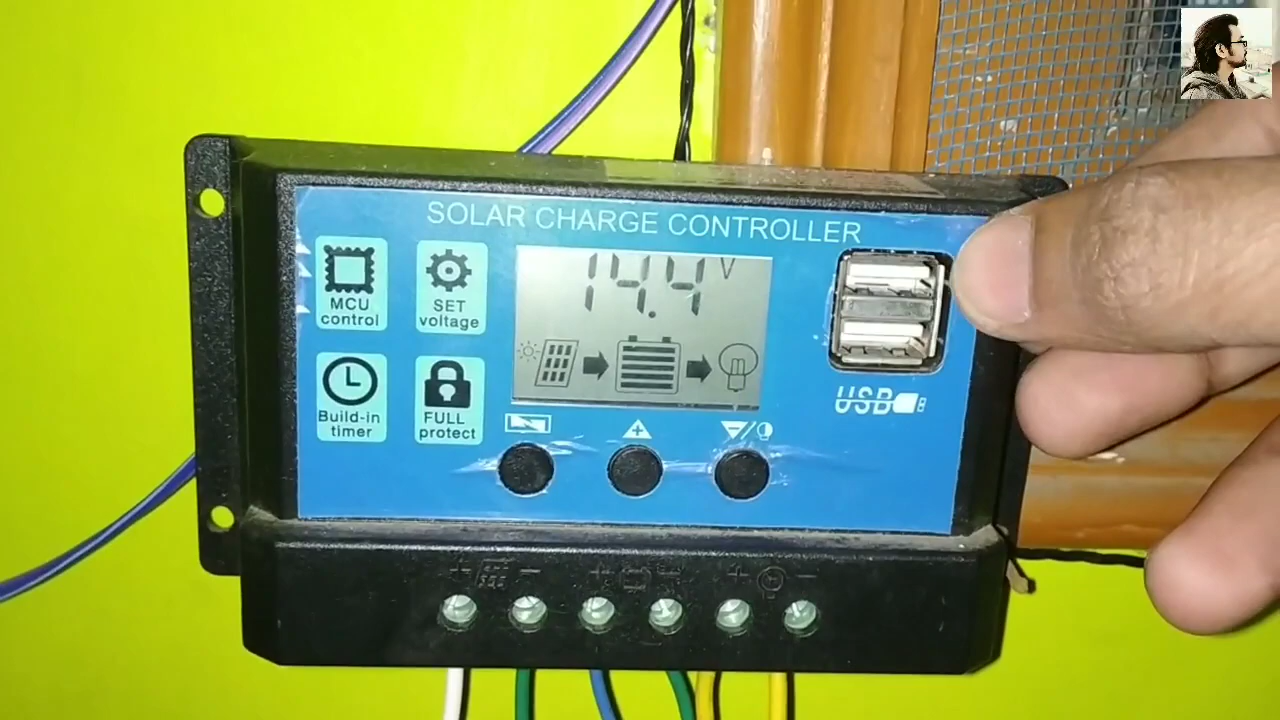 SOLAR CHARGE CONTROLLER
MCU
control
SET
voltage
Build-in
timer
FULL
protect
14.4 V
USB
+
−/
+ −
+ −
+ −